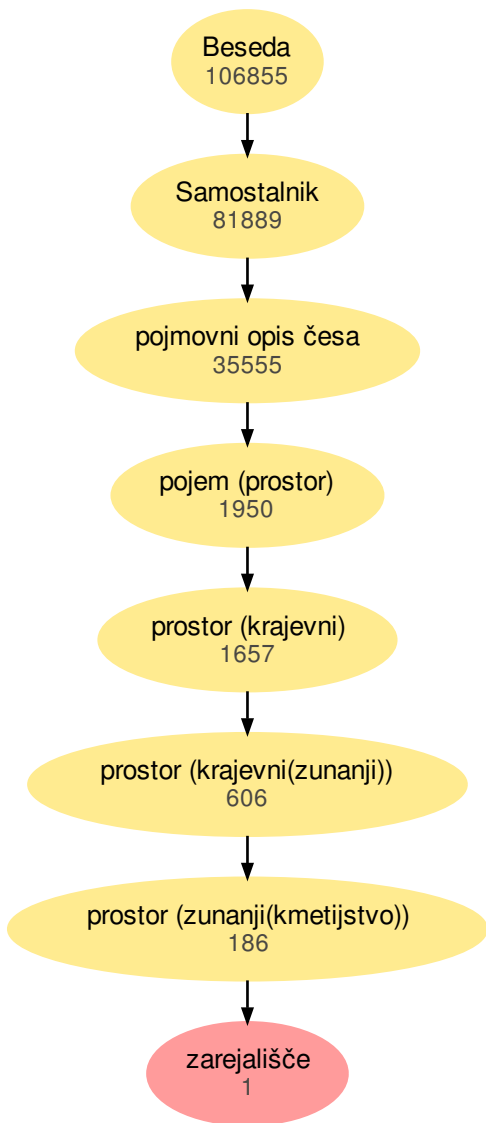 Beseda
106855
Samostalnik
81889
pojmovni opis česa
35555
pojem (prostor)
1950
prostor (krajevni)
1657
prostor (krajevni(zunanji))
606
prostor (zunanji(kmetijstvo))
186
zarejališče
1